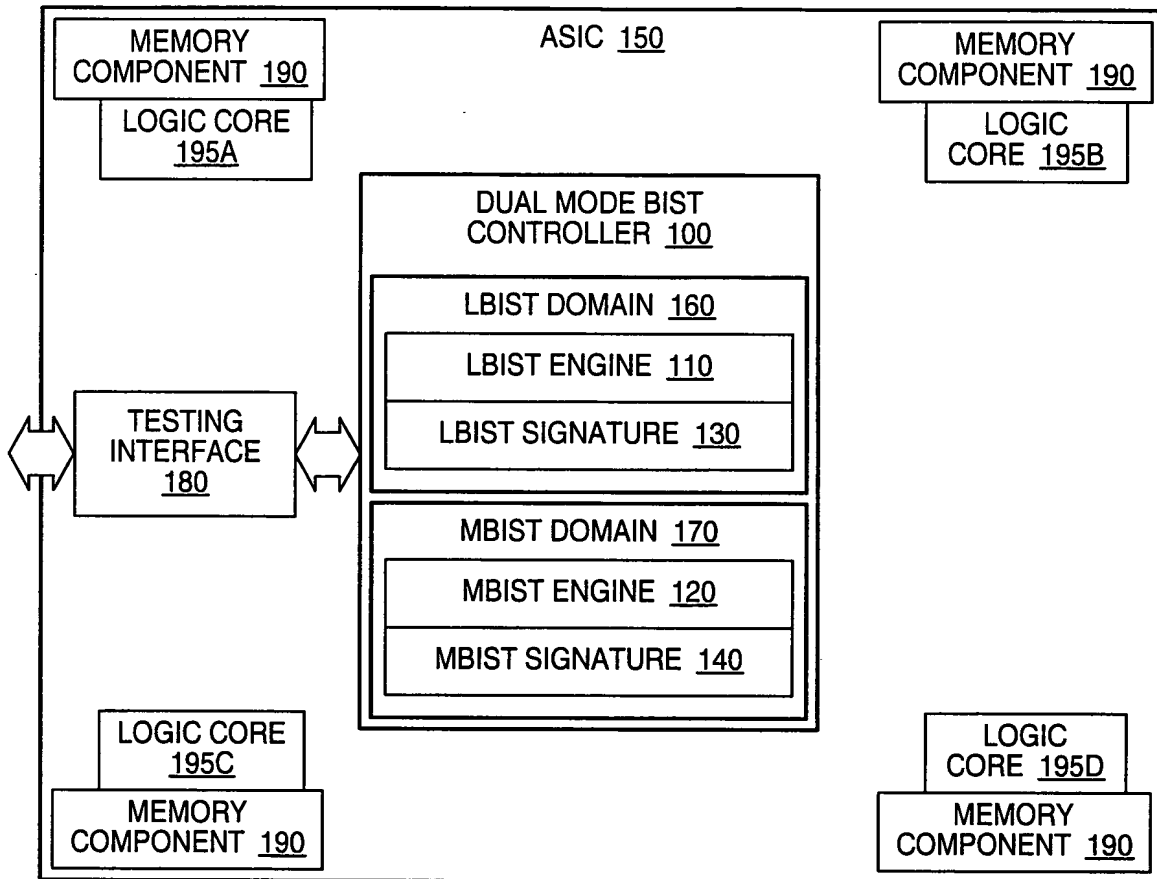 MEMORY
COMPONENT 190
LOGIC CORE
195A
ASIC 150
MEMORY
COMPONENT 190
LOGIC
CORE 195B
DUAL MODE BIST
CONTROLLER 100
LBIST DOMAIN 160
LBIST ENGINE 110
LBIST SIGNATURE 130
TESTING
INTERFACE
180
MBIST DOMAIN 170
MBIST ENGINE 120
MBIST SIGNATURE 140
LOGIC CORE
195C
MEMORY
COMPONENT 190
LOGIC
CORE 195D
MEMORY
COMPONENT 190